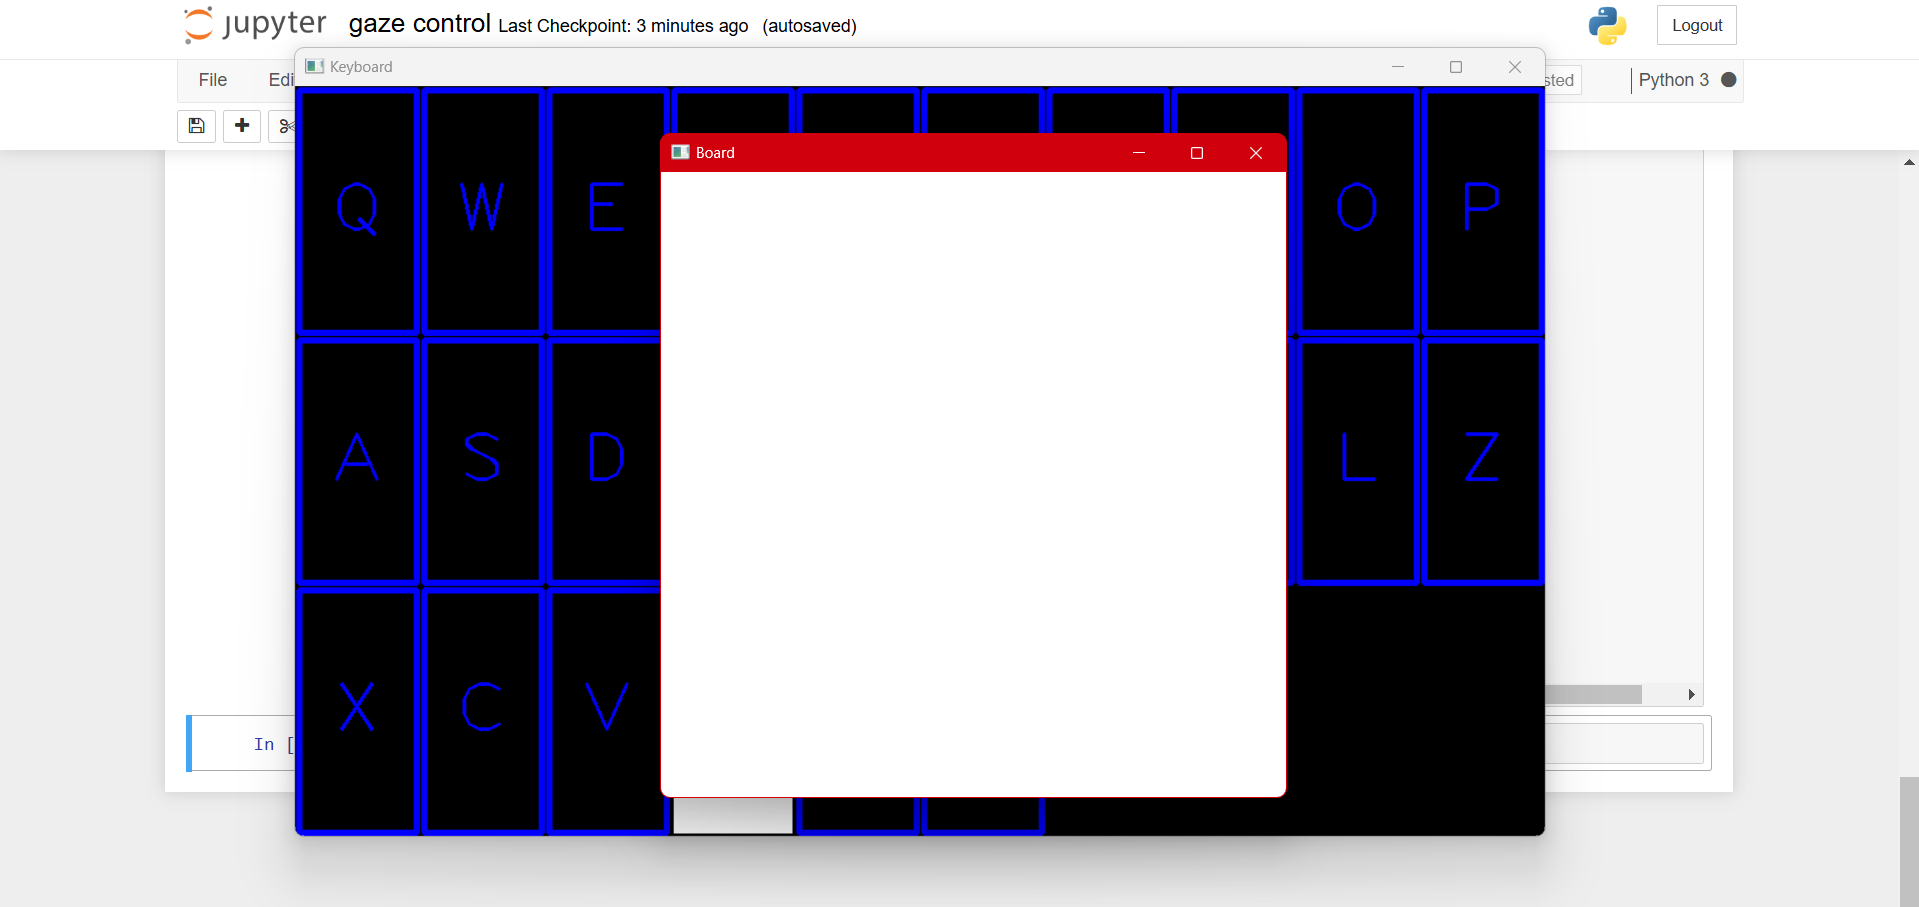 jupyter gaze control Last Checkpoint: 3 minutes ago (autosaved)
Logout
File Edi
sted
Python 3
Keyboard
Board
Q W E O P
A S D L Z
X C V
In [